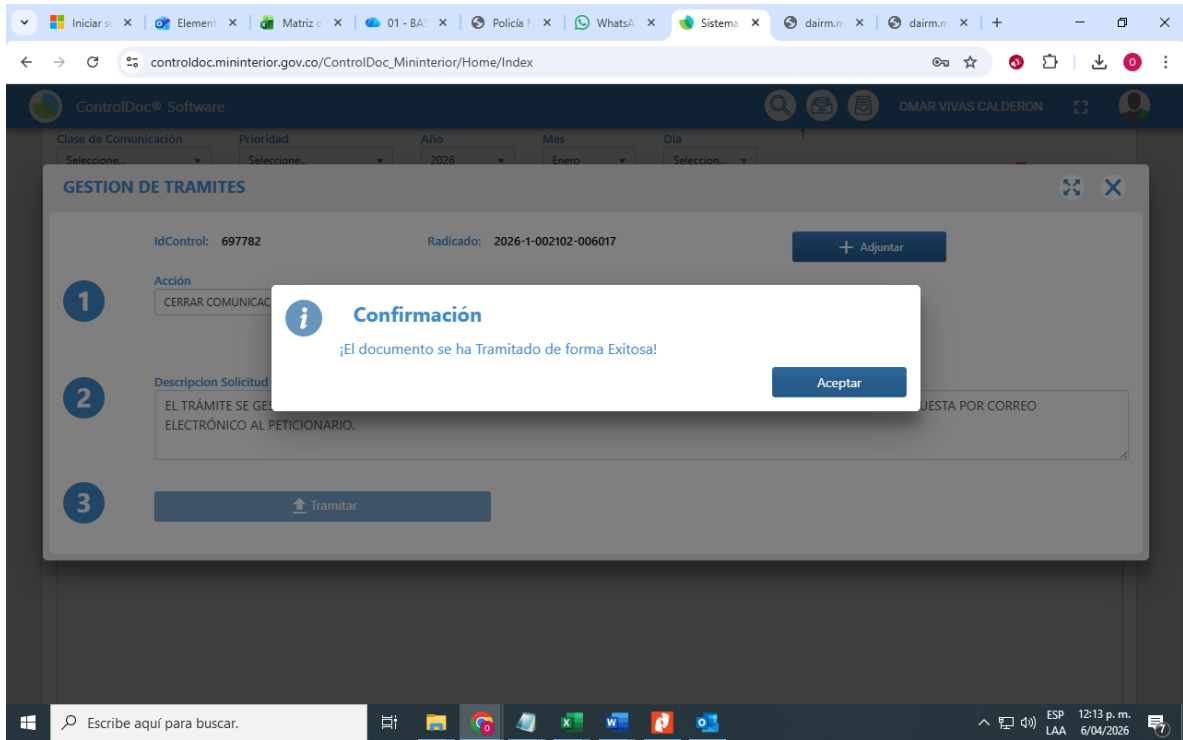 Iniciar s
Element
Matriz d
01 - BAS
Policía
WhatsA
Sistema
dairm.m
dairm.m
controldoc.mininterior.gov.co/ControlDoc_Mininterior/Home/Index
O
ControlDoc® Software
OMAR VIVAS CALDERON
Clase de Comunicación Prioridad Año Mes Día
1
Seleccione... Seleccione... 2026 Enero Seleccion...
GESTION DE TRAMITES
IdControl: 697782 Radicado: 2026-1-002102-006017
Adjuntar
1
Acción
CERRAR COMUNICAC
Confirmación
¡El documento se ha Tramitado de forma Exitosa!
Aceptar
2
Descripcion Solicitud
EL TRÁMITE SE GES UESTA POR CORREO
ELECTRÓNICO AL PETICIONARIO.
3
Tramitar
Escribe aquí para buscar.
ESP
LAA
12:13 p. m.
6/04/2026
7